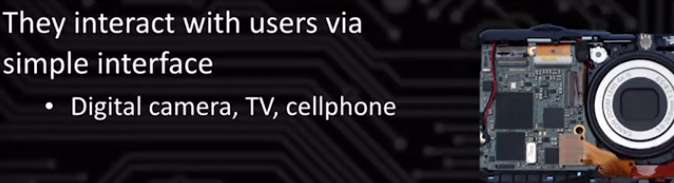 They interact with users via
simple interface
• Digital camera, TV, cellphone